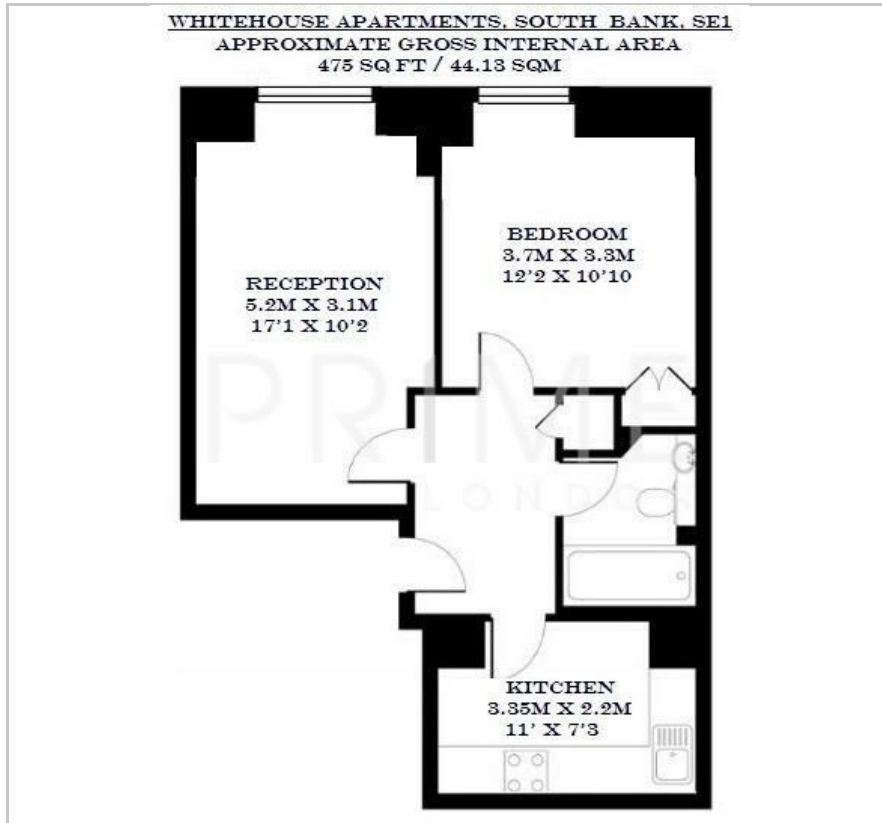 WHITEHOUSE APARTMENTS, SOUTH BANK, SE1
APPROXIMATE GROSS INTERNAL AREA
475 SQ FT / 44.13 SQM
BEDROOM
3.7M X 3.3M
12'2 X 10'10
RECEPTION
5.2M X 3.1M
17'1 X 10'2
PRIME
LONDON
KITCHEN
3.35M X 2.2M
11' X 7'3